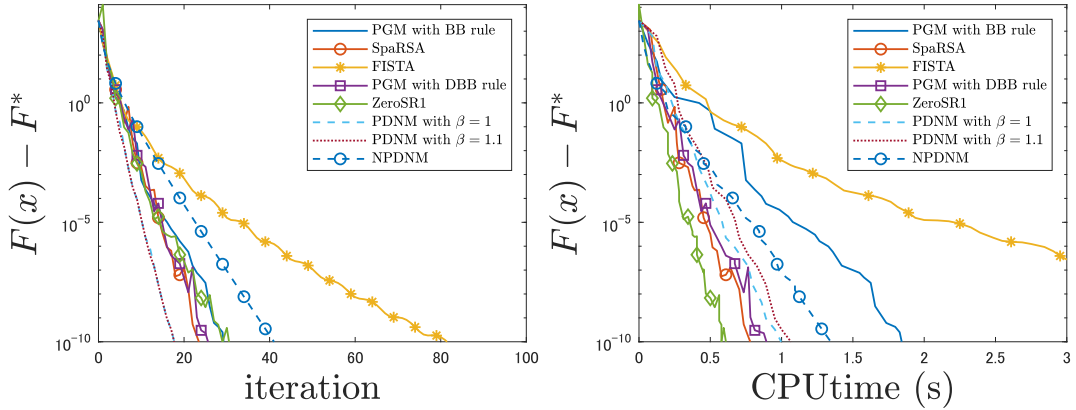 F(x) − F*
10^0
10^-5
10^-10
0 20 40 60 80 100
iteration
PGM with BB rule
SpaRSA
FISTA
PGM with DBB rule
ZeroSR1
PDNM with β = 1
PDNM with β = 1.1
NPDNM
F(x) − F*
10^0
10^-5
10^-10
0 0.5 1 1.5 2 2.5 3
CPUtime (s)
PGM with BB rule
SpaRSA
FISTA
PGM with DBB rule
ZeroSR1
PDNM with β = 1
PDNM with β = 1.1
NPDNM